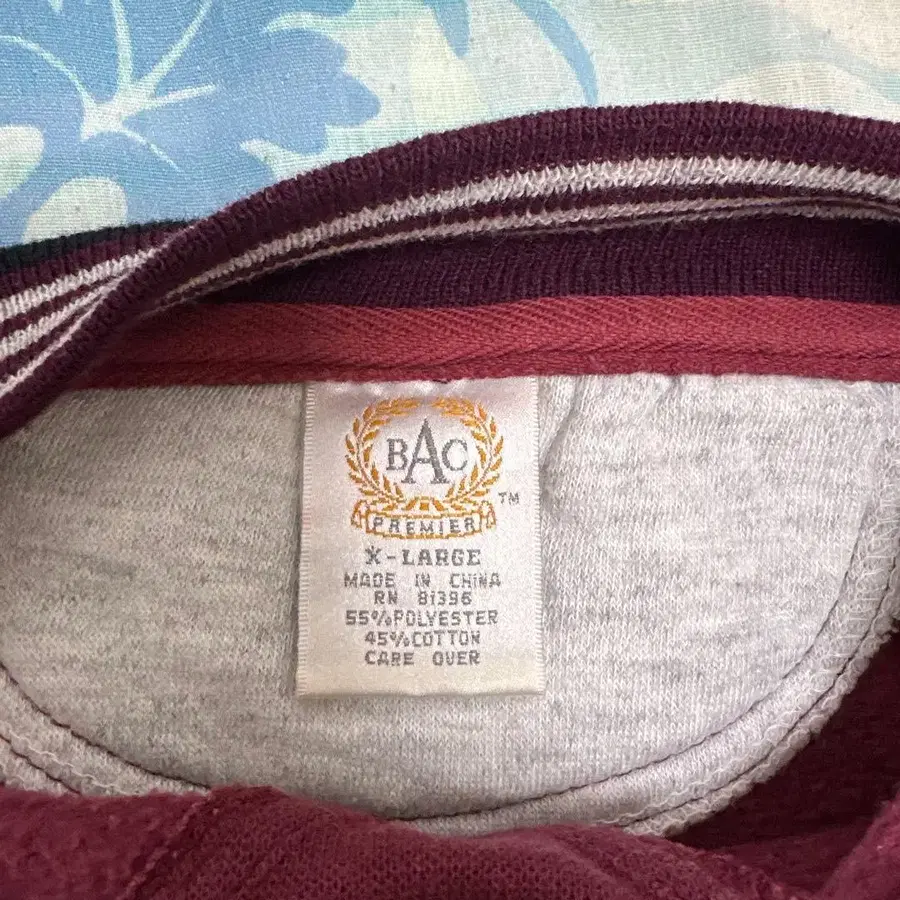 BAC
PREMIER
TM
X-LARGE
MADE IN CHINA
RN 81396
55%POLYESTER
45%COTTON
CARE OVER